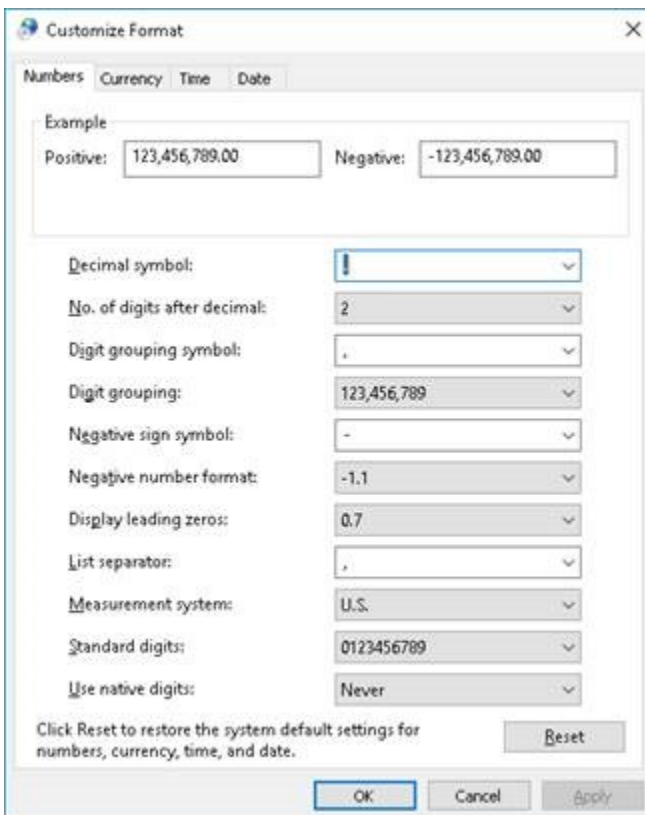 Customize Format
Numbers Currency Time Date
Example
Positive: 123,456,789.00 Negative: -123,456,789.00
Decimal symbol: .
No. of digits after decimal: 2
Digit grouping symbol: ,
Digit grouping: 123,456,789
Negative sign symbol: -
Negative number format: -1.1
Display leading zeros: 0.7
List separator: ,
Measurement system: U.S.
Standard digits: 0123456789
Use native digits: Never
Click Reset to restore the system default settings for
numbers, currency, time, and date.
Reset
OK Cancel Apply